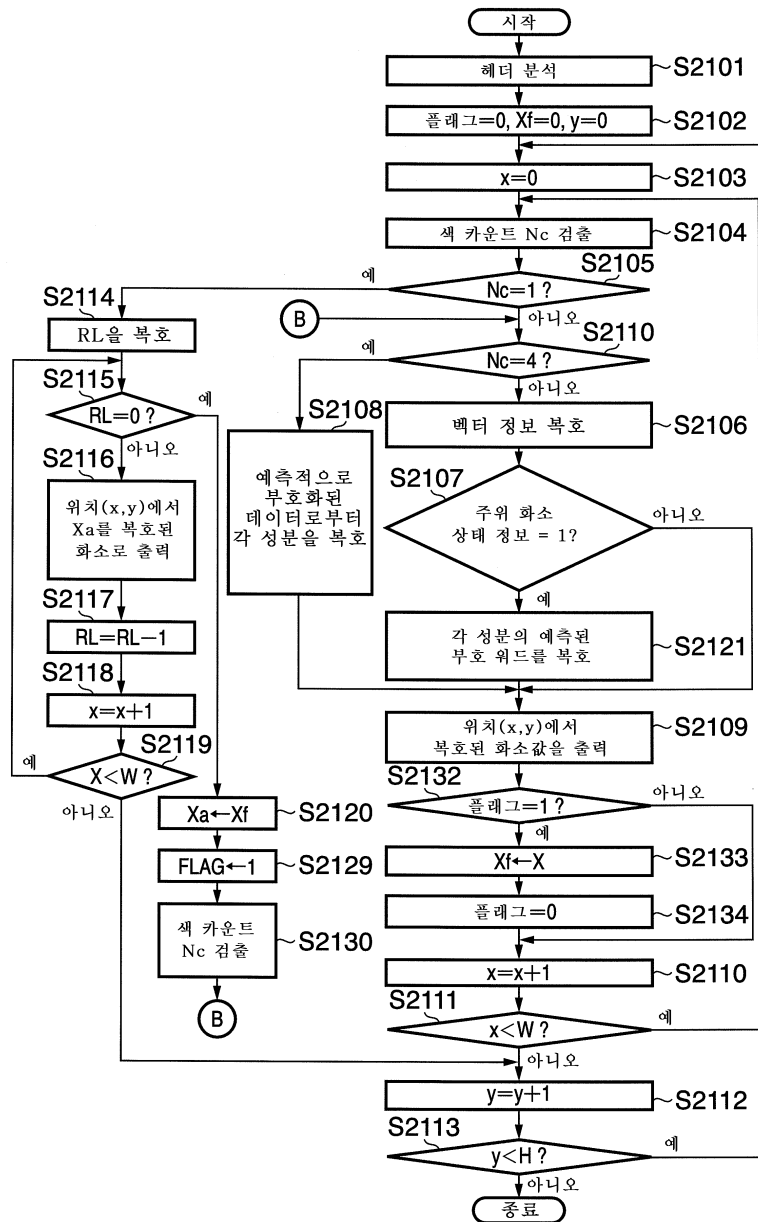 시작
헤더 분석
S2101
플래그=0, Xf=0, y=0
S2102
x=0
S2103
색 카운트 Nc 검출
S2104
S2105
Nc=1 ?
예
아니오
S2114
RL을 복호
B
S2110
Nc=4 ?
예
아니오
S2115
RL=0 ?
예
아니오
S2108
예측적으로
부호화된
데이터로부터
각 성분을 복호
벡터 정보 복호
S2106
S2116
위치(x,y)에서
Xa를 복호된
화소로 출력
S2107
주위 화소
상태 정보 = 1?
아니오
예
S2117
RL=RL−1
각 성분의 예측된
부호 워드를 복호
S2121
S2118
x=x+1
위치(x,y)에서
복호된 화소값을 출력
S2109
S2119
X<W ?
예
아니오
S2132
플래그=1 ?
아니오
예
Xa←Xf
S2120
Xf←X
S2133
FLAG←1
S2129
플래그=0
S2134
색 카운트
Nc 검출
S2130
B
x=x+1
S2110
S2111
x<W ?
예
아니오
y=y+1
S2112
S2113
y<H ?
예
아니오
종료